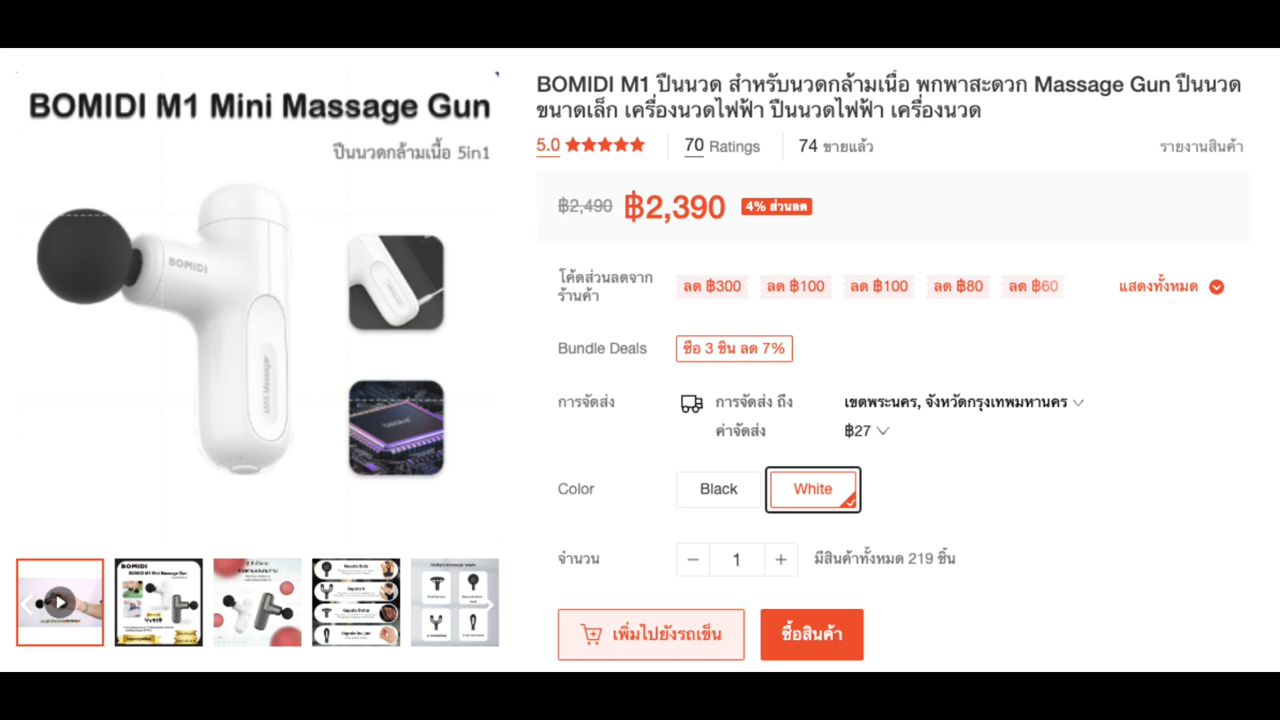 BOMIDI M1 Mini Massage Gun
ปืนนวดกล้ามเนื้อ 5in1
BOMIDI
MINI Massager
BOMIDI M1 ปืนนวด สำหรับนวดกล้ามเนื้อ พกพาสะดวก Massage Gun ปืนนวด
ขนาดเล็ก เครื่องนวดไฟฟ้า ปืนนวดไฟฟ้า เครื่องนวด
5.0
70 Ratings
74 ขายแล้ว
รายงานสินค้า
฿2,490 ฿2,390 4% ส่วนลด
โค้ดส่วนลดจาก
ร้านค้า
ลด ฿300 ลด ฿100 ลด ฿100 ลด ฿80 ลด ฿60
แสดงทั้งหมด
Bundle Deals ซื้อ 3 ชิ้น ลด 7%
การจัดส่ง การจัดส่ง ถึง เขตพระนคร, จังหวัดกรุงเทพมหานคร
ค่าจัดส่ง ฿27
Color Black White
จำนวน − 1 + มีสินค้าทั้งหมด 219 ชิ้น
BOMIDI
BOMIDI M1 Mini Massage Gun
เพิ่มไปยังรถเข็น
ซื้อสินค้า